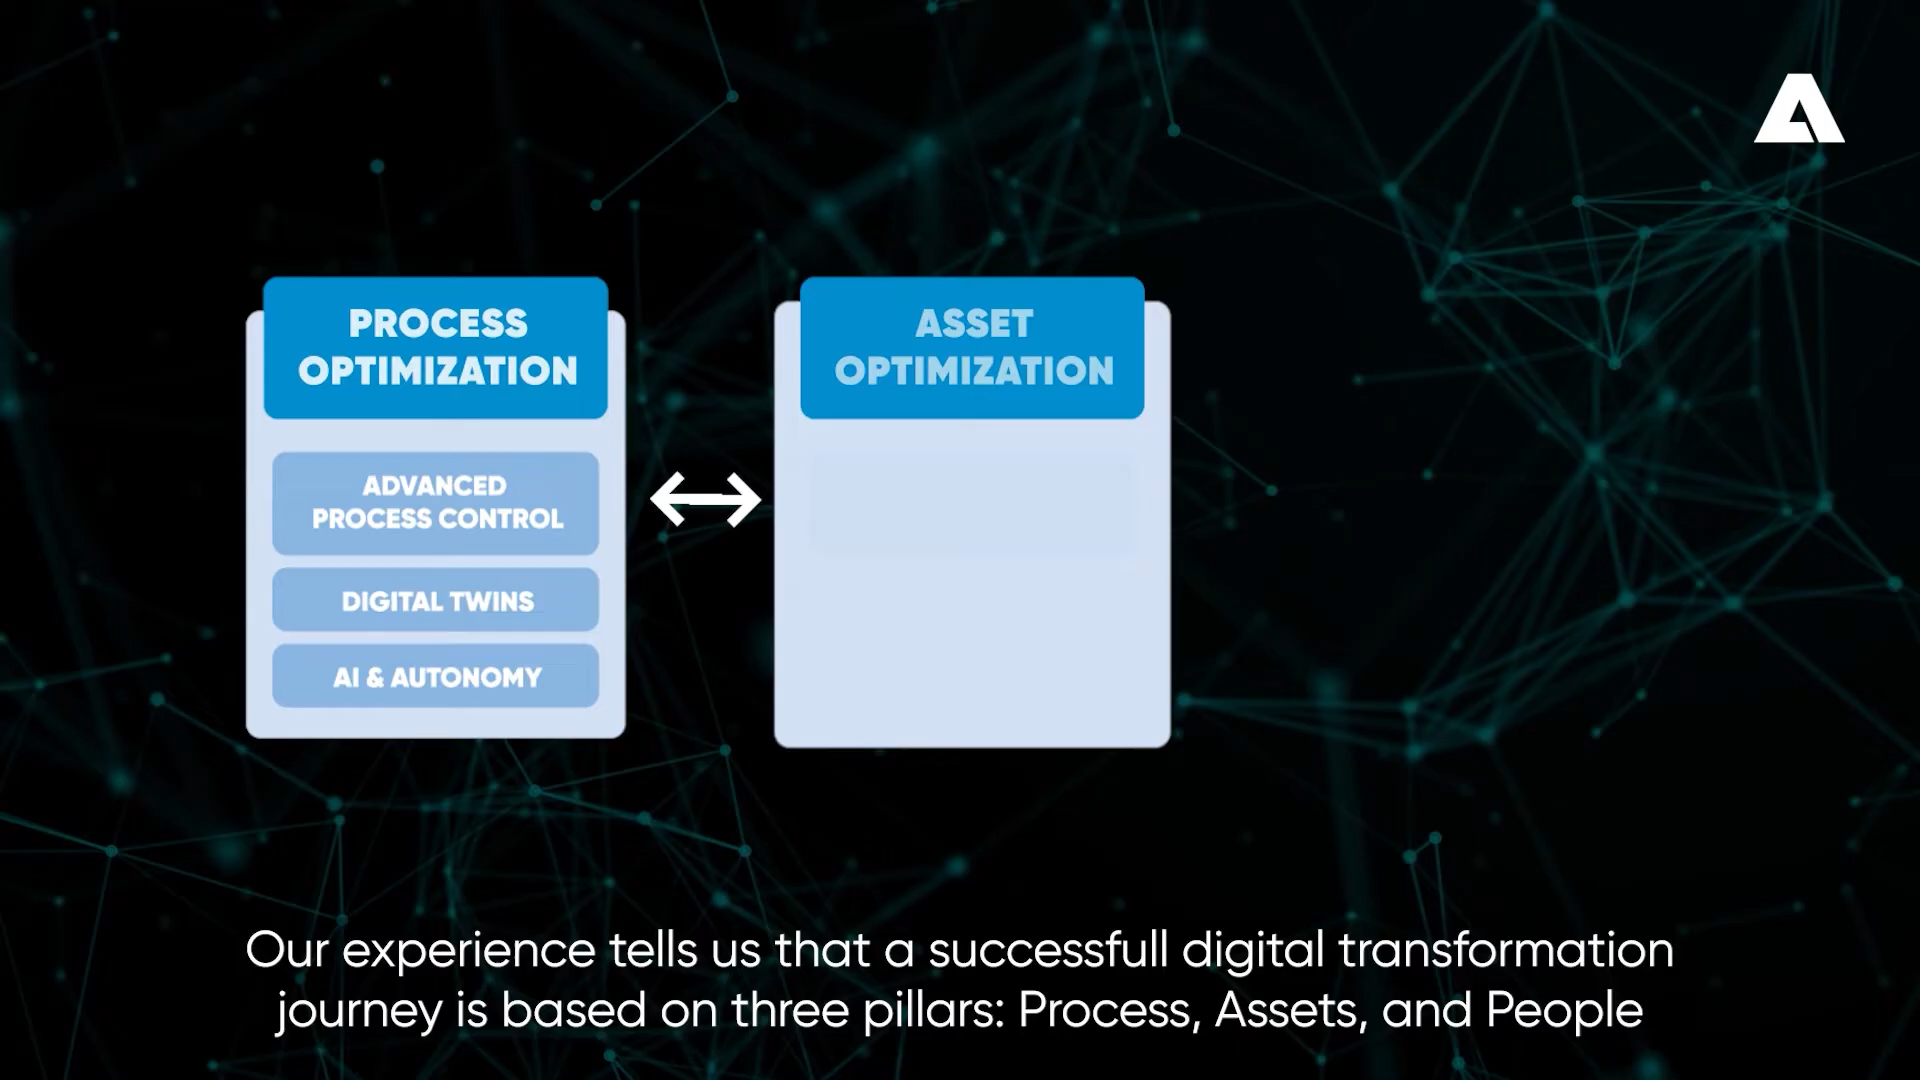 PROCESS
OPTIMIZATION
ADVANCED
PROCESS CONTROL
DIGITAL TWINS
AI & AUTONOMY
ASSET
OPTIMIZATION
Our experience tells us that a successfull digital transformation
journey is based on three pillars: Process, Assets, and People